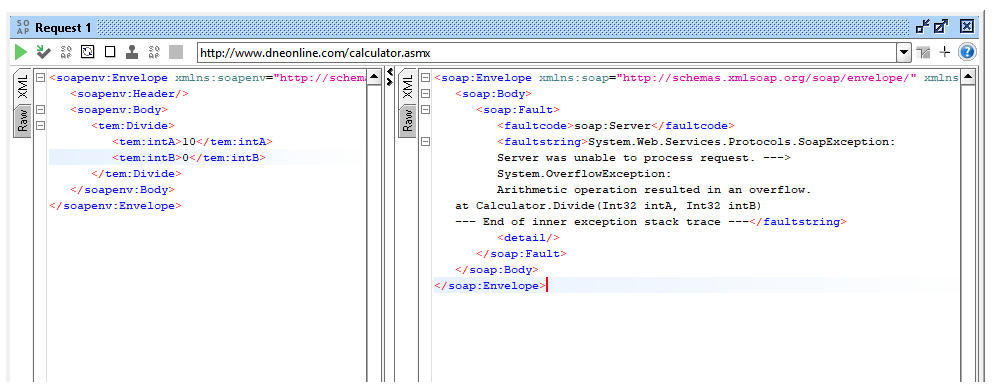 SO
AP Request 1
http://www.dneonline.com/calculator.asmx
XML
Raw
<soapenv:Envelope xmlns:soapenv="http://schema
<soapenv:Header/>
<soapenv:Body>
<tem:Divide>
<tem:intA>10</tem:intA>
<tem:intB>0</tem:intB>
</tem:Divide>
</soapenv:Body>
</soapenv:Envelope>
XML
Raw
<soap:Envelope xmlns:soap="http://schemas.xmlsoap.org/soap/envelope/" xmlns
<soap:Body>
<soap:Fault>
<faultcode>soap:Server</faultcode>
<faultstring>System.Web.Services.Protocols.SoapException:
Server was unable to process request. --->
System.OverflowException:
Arithmetic operation resulted in an overflow.
at Calculator.Divide(Int32 intA, Int32 intB)
--- End of inner exception stack trace ---</faultstring>
<detail/>
</soap:Fault>
</soap:Body>
</soap:Envelope>